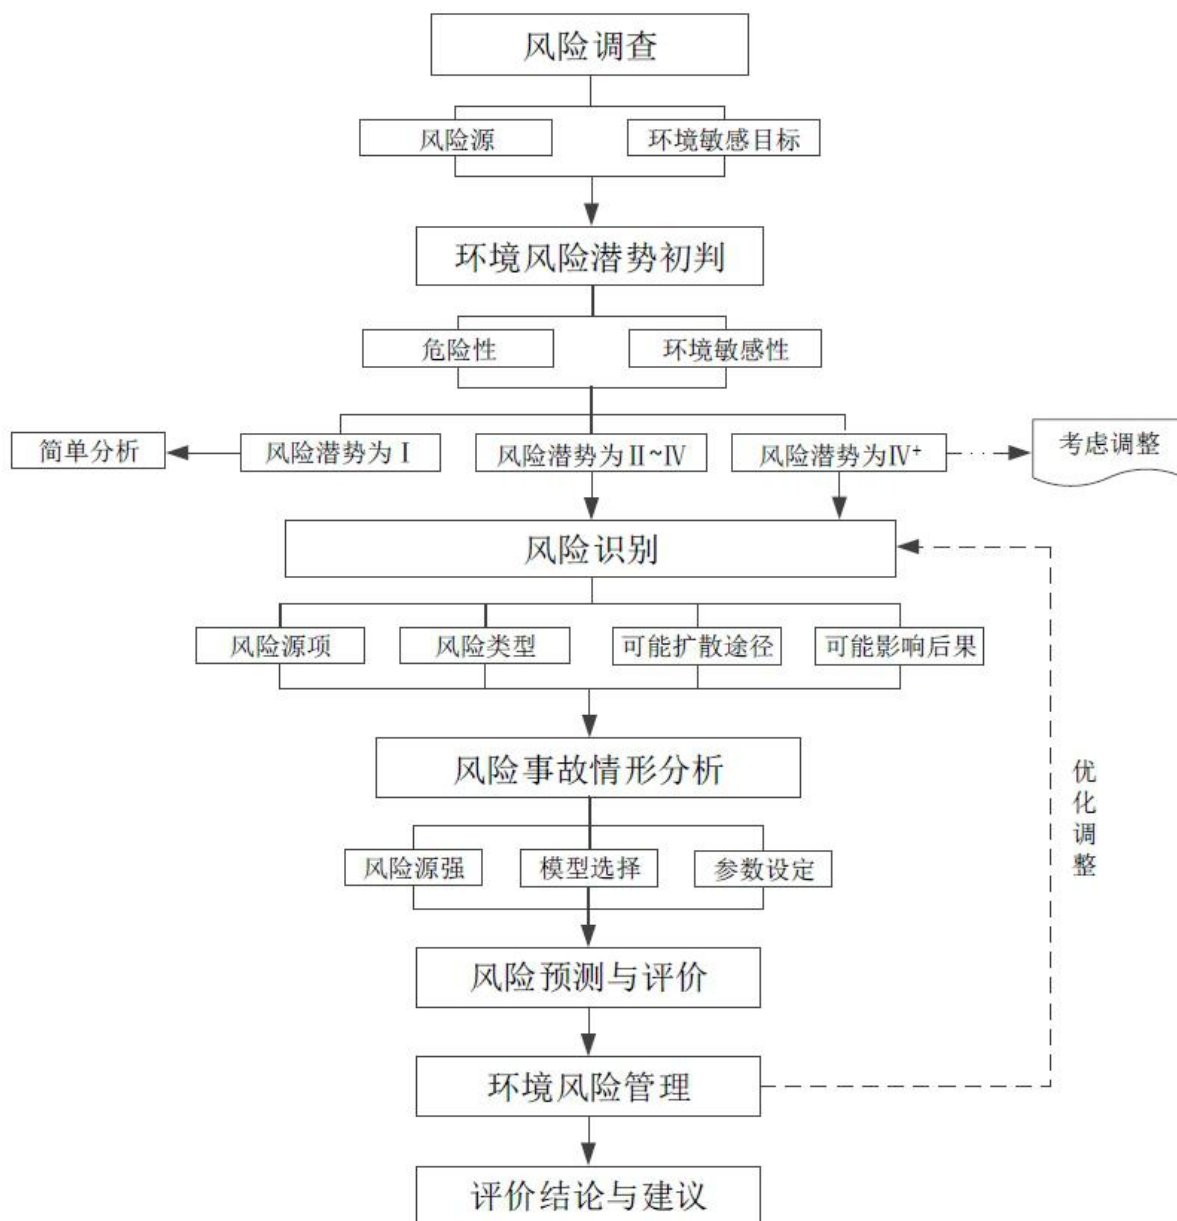 风险调查
风险源
环境敏感目标
环境风险潜势初判
危险性
环境敏感性
简单分析
风险潜势为Ⅰ
风险潜势为Ⅱ~Ⅳ
风险潜势为Ⅳ⁺
考虑调整
风险识别
风险源项
风险类型
可能扩散途径
可能影响后果
风险事故情形分析
优化调整
风险源强
模型选择
参数设定
风险预测与评价
环境风险管理
评价结论与建议